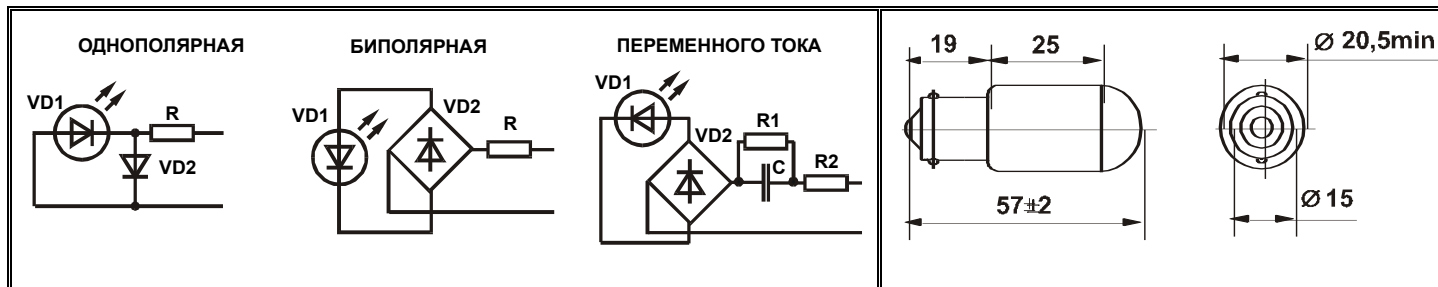 ОДНОПОЛЯРНАЯ
VD1
R
VD2
БИПОЛЯРНАЯ
VD1
VD2
R
ПЕРЕМЕННОГО ТОКА
VD1
VD2
R1
C
R2
19
25
57±2
Ø 20,5min
Ø 15